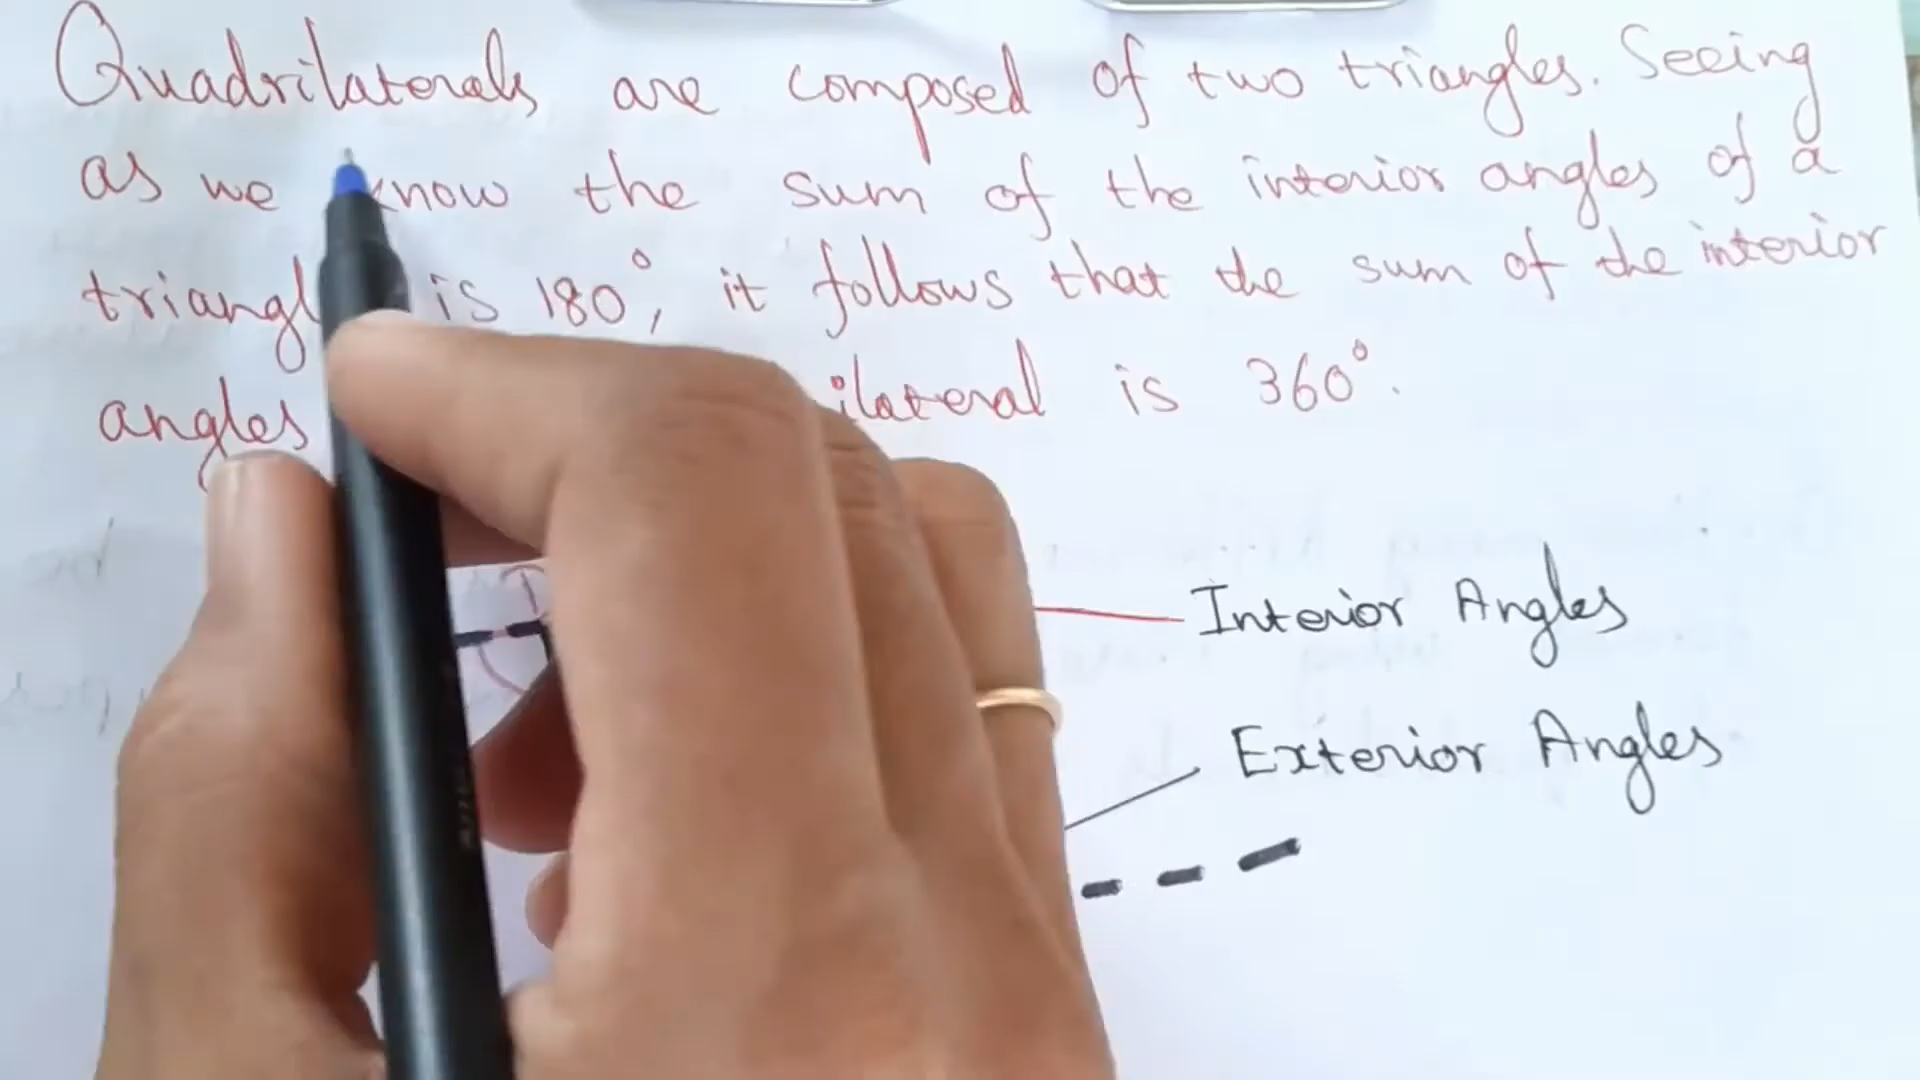 Quadrilaterals are composed of two triangles. Seeing
as we know the sum of the interior angles of a
is 180°, it follows that the sum of the interior
angles is 360°.
Interior Angles
Exterior Angles